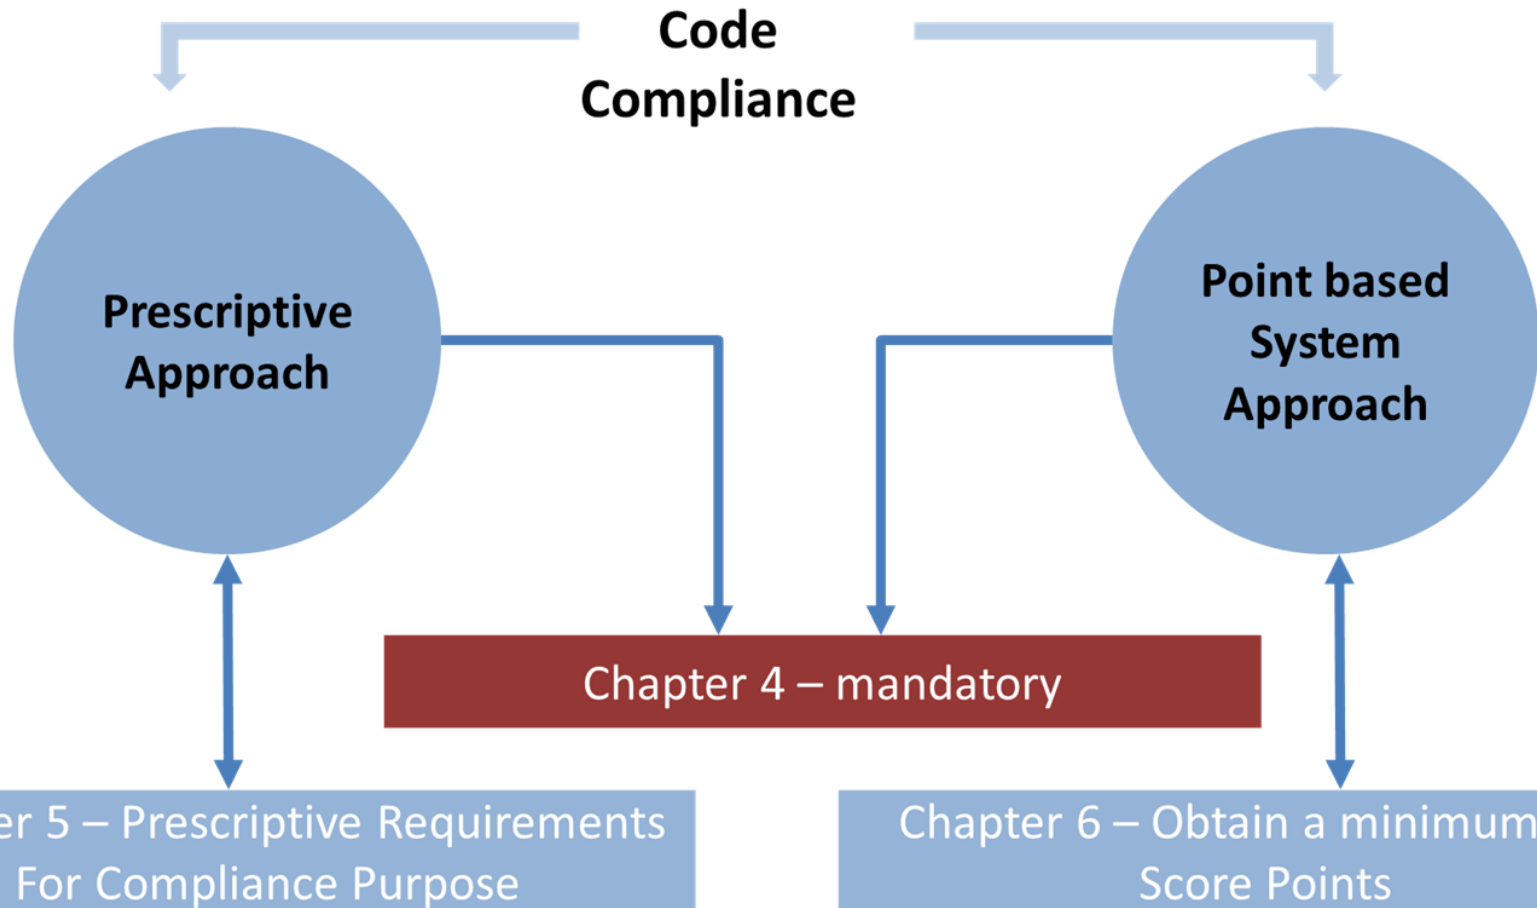 Code
Compliance
Prescriptive
Approach
Point based
System
Approach
Chapter 4 – mandatory
er 5 – Prescriptive Requirements
For Compliance Purpose
Chapter 6 – Obtain a minimum
Score Points